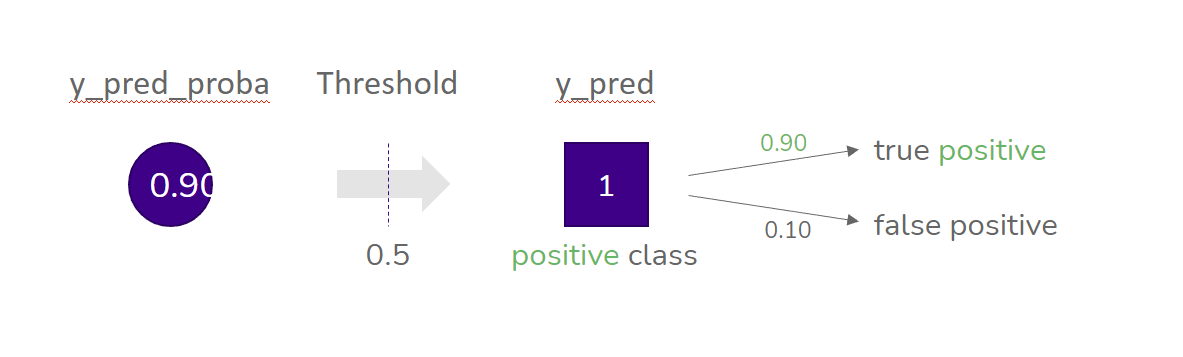 y_pred_proba
Threshold
y_pred
0.90
0.5
1
positive class
0.90
true positive
0.10
false positive